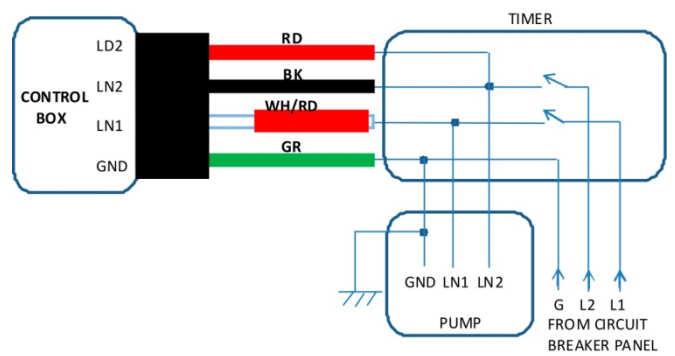 TIMER
RD
LD2
BK
LN2
CONTROL
BOX
WH/RD
LN1
GR
GND
GND LN1 LN2
PUMP
G L2 L1
FROM CIRCUIT
BREAKER PANEL